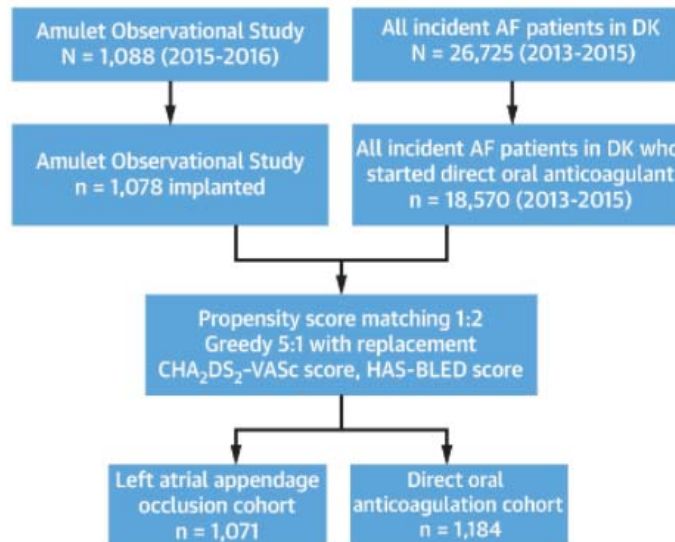 Amulet Observational Study
N = 1,088 (2015-2016)
All incident AF patients in DK
N = 26,725 (2013-2015)
Amulet Observational Study
n = 1,078 implanted
All incident AF patients in DK who
started direct oral anticoagulant
n = 18,570 (2013-2015)
Propensity score matching 1:2
Greedy 5:1 with replacement
CHA₂DS₂-VASc score, HAS-BLED score
Left atrial appendage
occlusion cohort
n = 1,071
Direct oral
anticoagulation cohort
n = 1,184